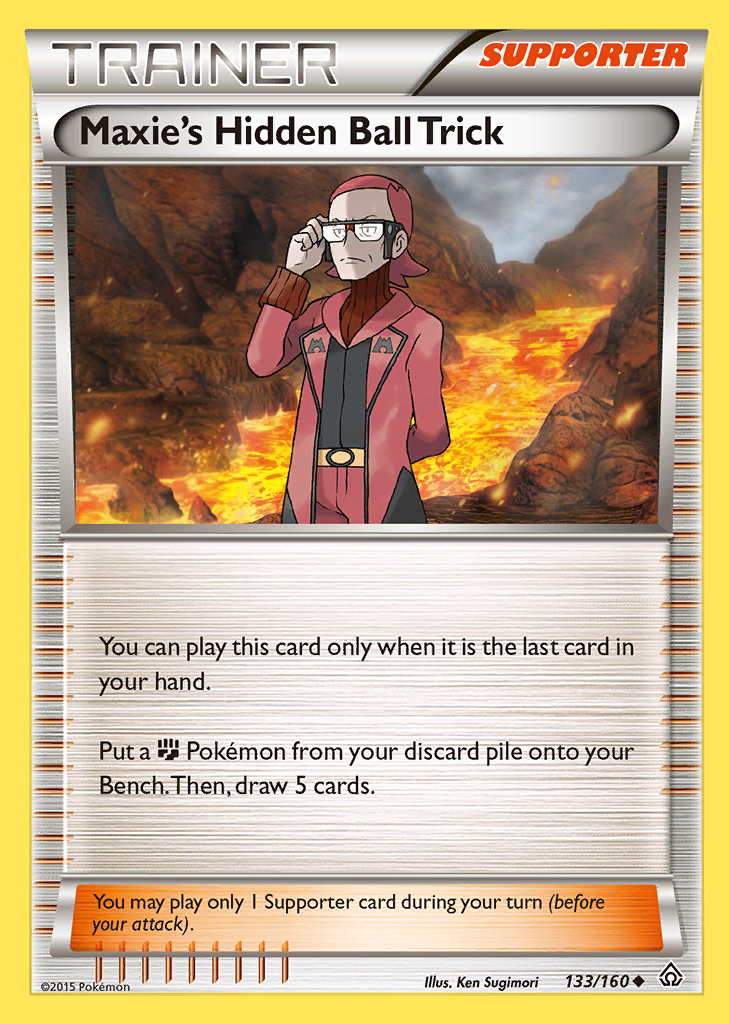 TRAINER
SUPPORTER
Maxie's Hidden Ball Trick
You can play this card only when it is the last card in
your hand.
Put a Pokémon from your discard pile onto your
Bench. Then, draw 5 cards.
You may play only 1 Supporter card during your turn (before
your attack).
©2015 Pokémon
Illus. Ken Sugimori
133/160